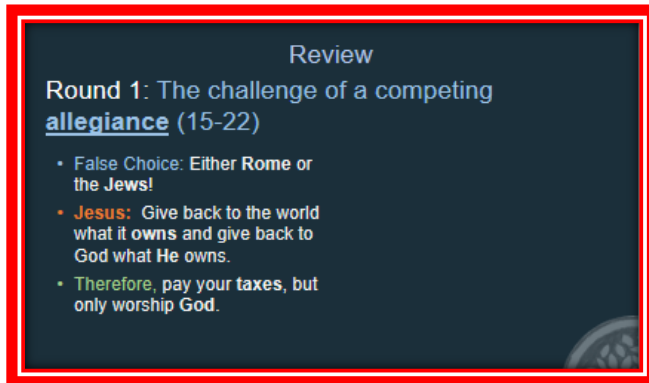 Review
Round 1: The challenge of a competing
allegiance (15-22)
• False Choice: Either Rome or
the Jews!
• Jesus:  Give back to the world
what it owns and give back to
God what He owns.
• Therefore, pay your taxes, but
only worship God.